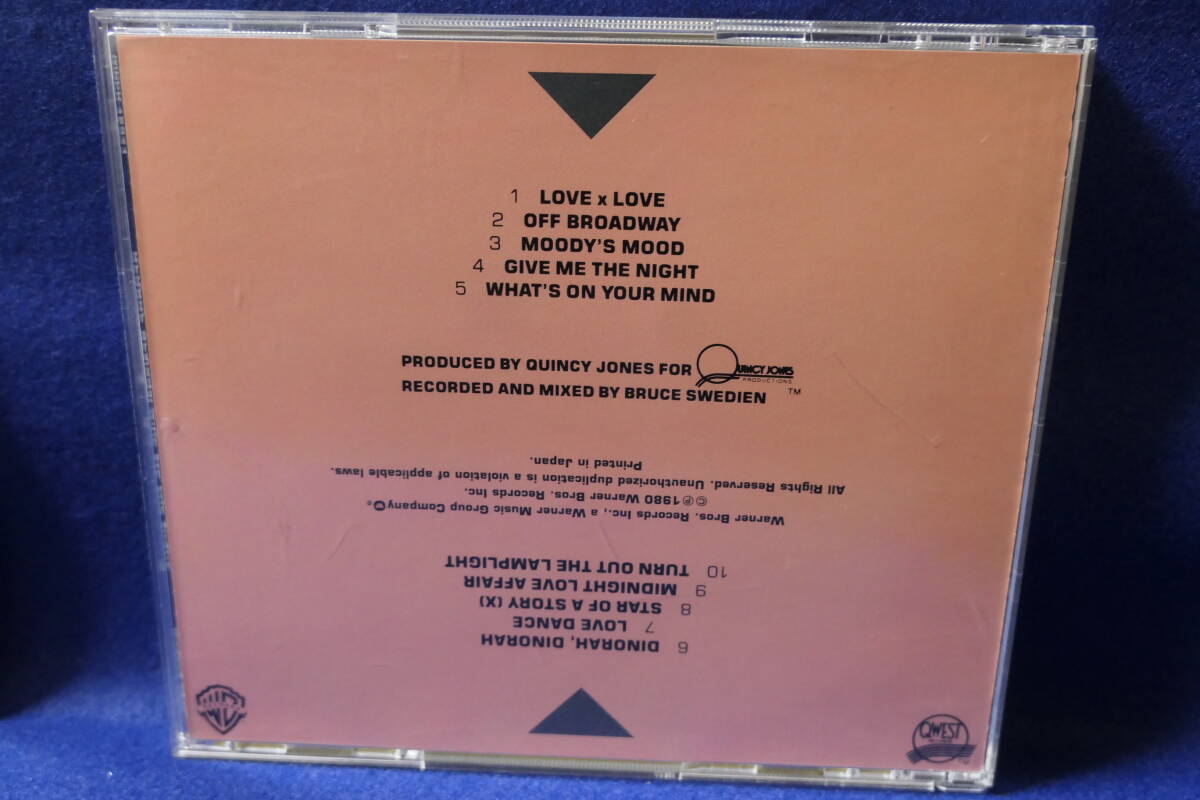 1 LOVE x LOVE
2 OFF BROADWAY
3 MOODY'S MOOD
4 GIVE ME THE NIGHT
5 WHAT'S ON YOUR MIND
PRODUCED BY QUINCY JONES FOR QUINCY JONES
PRODUCTIONS
RECORDED AND MIXED BY BRUCE SWEDIEN TM
6 DINORAH, DINORAH
7 LOVE DANCE
8 STAR OF A STORY (X)
9 MIDNIGHT LOVE AFFAIR
10 TURN OUT THE LAMPLIGHT
Warner Bros. Records Inc., a Warner Music Group Company.
©℗1980 Warner Bros. Records Inc.
All Rights Reserved. Unauthorized duplication is a violation of applicable laws.
Printed in Japan.
QWEST